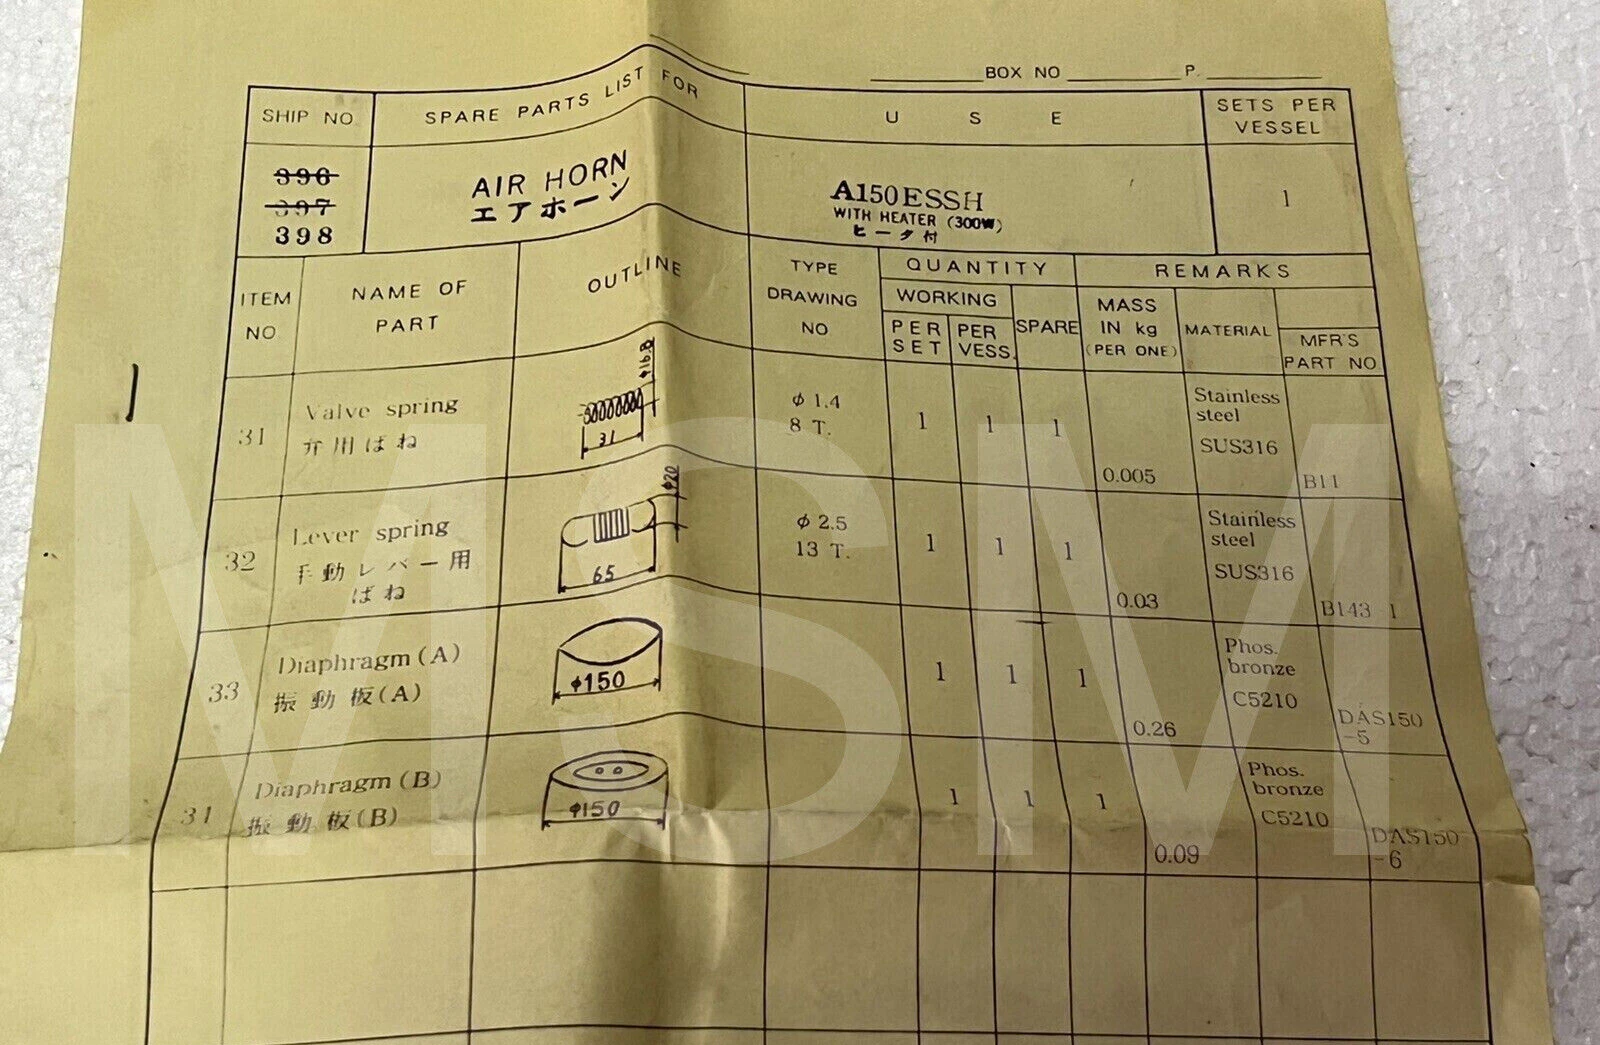 BOX NO P.
SHIP NO. SPARE PARTS LIST FOR U S E SETS PER VESSEL
396
397
398
AIR HORN
エアホーン
A150ESSH
WITH HEATER (300W)
ヒータ付
1
ITEM NO.
NAME OF PART
OUTLINE
TYPE DRAWING NO
QUANTITY
WORKING
PER SET
PER VESS.
SPARE
REMARKS
MASS IN kg (PER ONE)
MATERIAL
MFR'S PART NO.
31
Valve spring
弁用ばね
φ16.8
31
φ 1.4
8 T.
1 1 1
0.005
Stainless steel
SUS316
B11
32
Lever spring
手動レバー用
ばね
φ20
65
φ 2.5
13 T.
1 1 1
0.03
Stainless steel
SUS316
B143-1
33
Diaphragm (A)
振動板(A)
φ150
1 1 1
0.26
Phos. bronze
C5210
DAS150
-5
Diaphragm (B)
振動板(B)
φ150
1 1 1
0.09
Phos. bronze
C5210
DAS150
-6
MSM